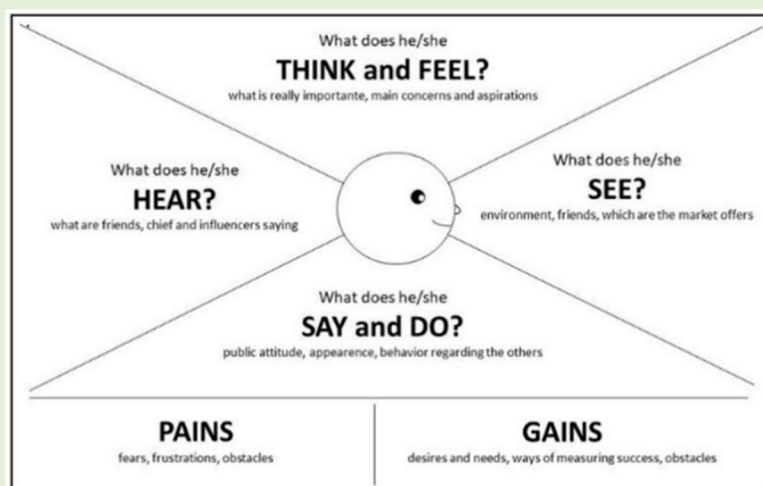 What does he/she
THINK and FEEL?
what is really importante, main concerns and aspirations
What does he/she
HEAR?
what are friends, chief and influencers saying
What does he/she
SEE?
environment, friends, which are the market offers
What does he/she
SAY and DO?
public attitude, appearence, behavior regarding the others
PAINS
fears, frustrations, obstacles
GAINS
desires and needs, ways of measuring success, obstacles